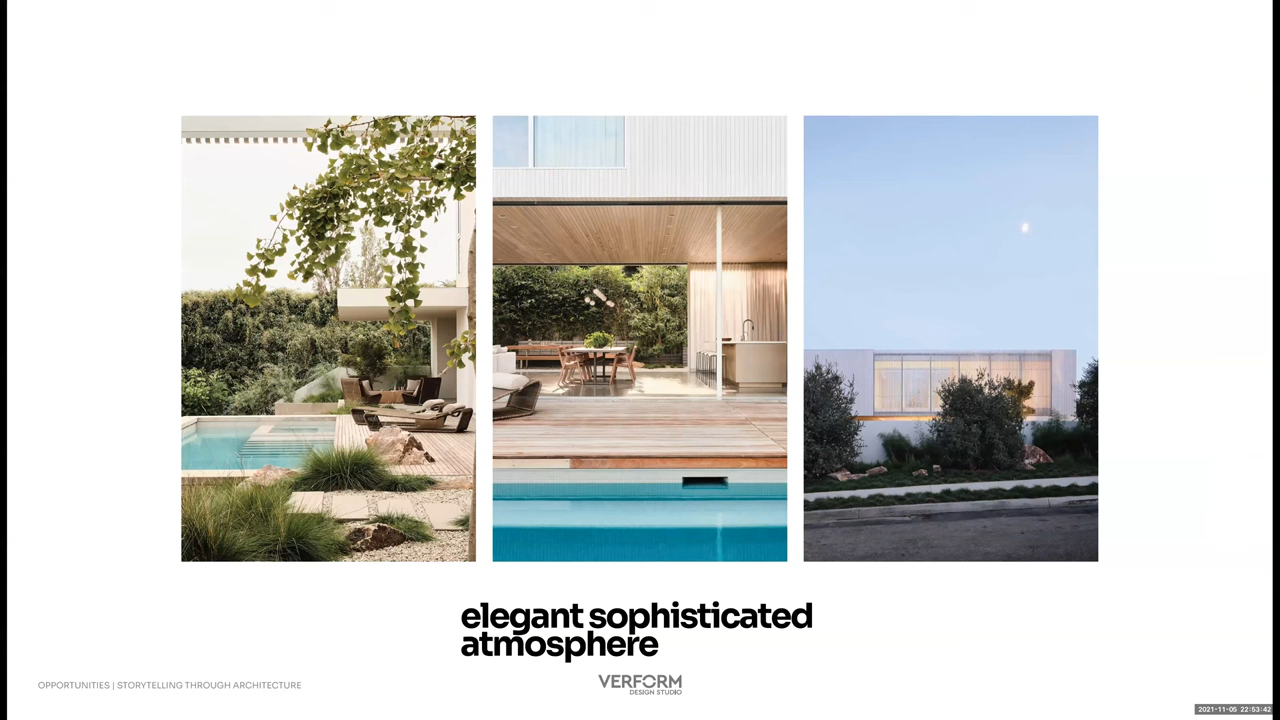 elegant sophisticated
atmosphere
OPPORTUNITIES | STORYTELLING THROUGH ARCHITECTURE
VERFORM
DESIGN STUDIO
2021-11-05 22:53:42